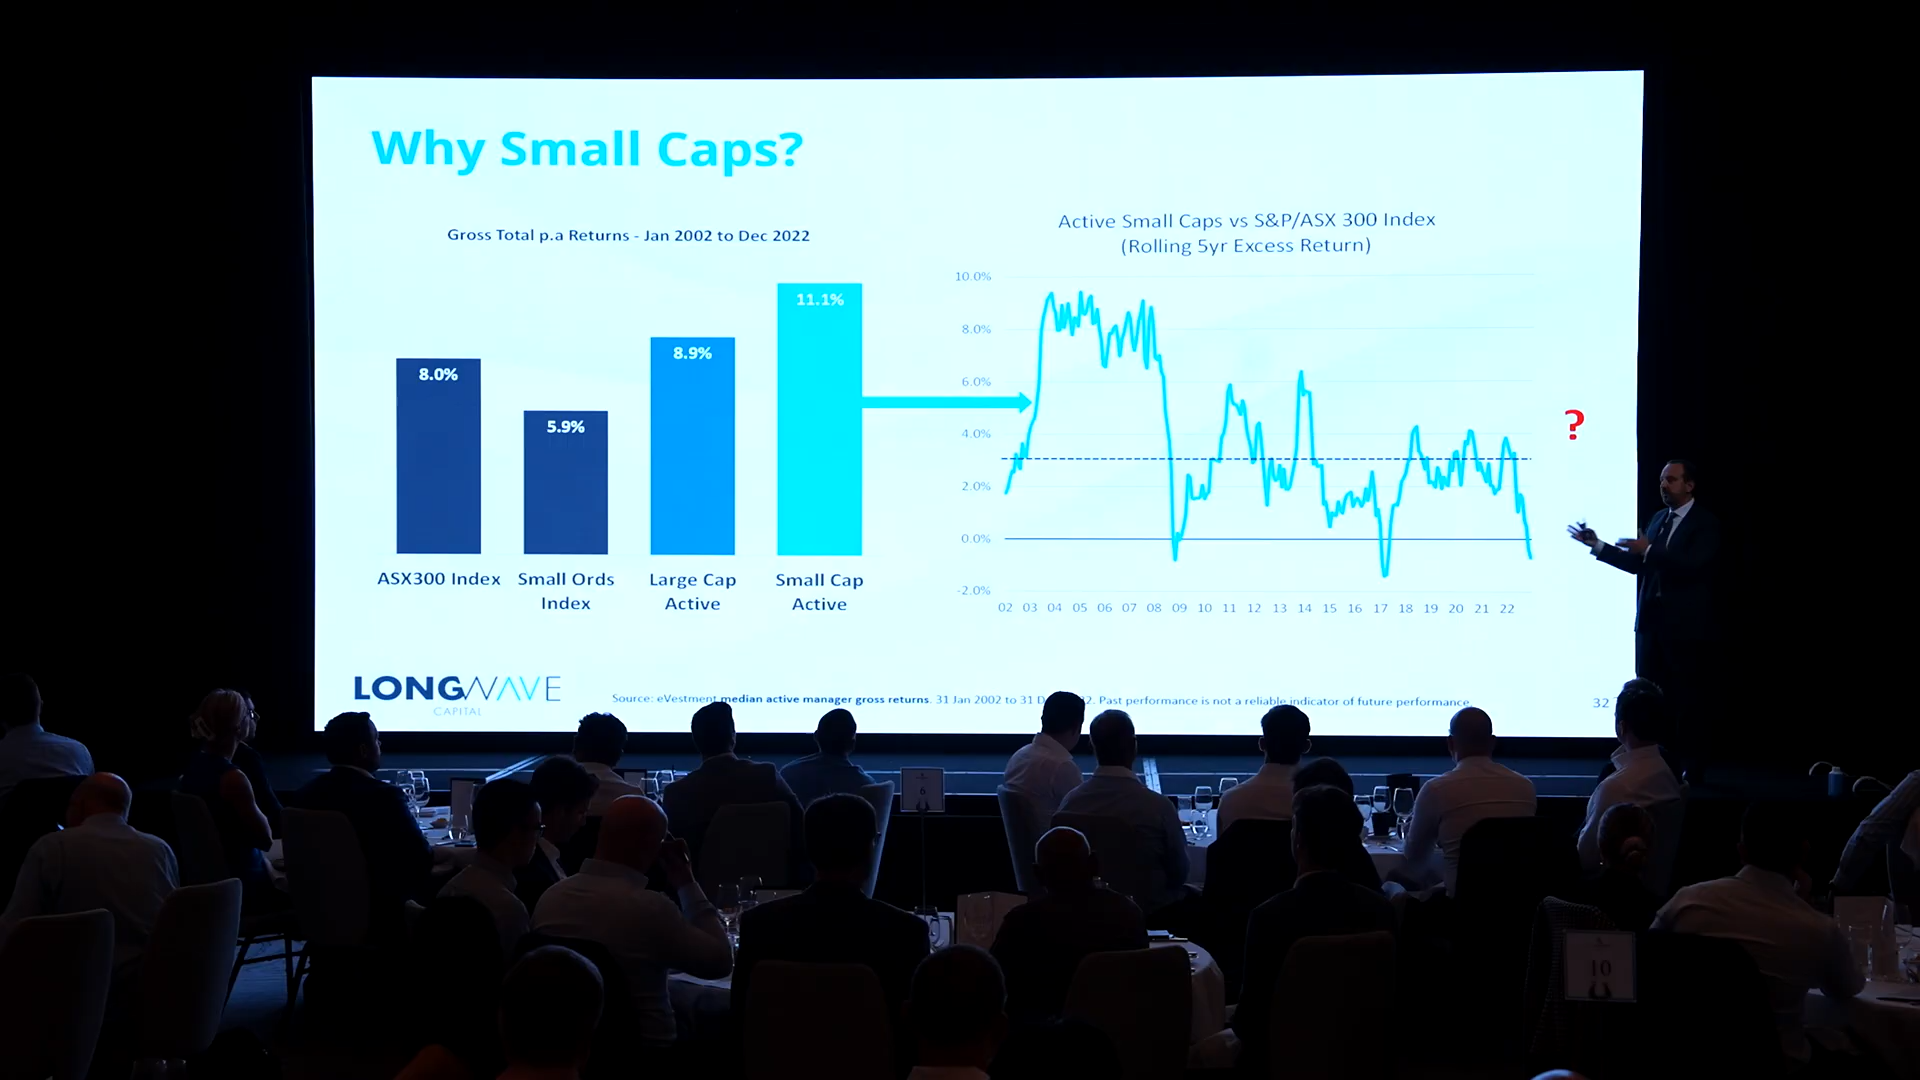 Why Small Caps?
Gross Total p.a Returns - Jan 2002 to Dec 2022
8.0%
5.9%
8.9%
11.1%
ASX300 Index
Small Ords
Index
Large Cap
Active
Small Cap
Active
Active Small Caps vs S&P/ASX 300 Index
(Rolling 5yr Excess Return)
10.0%
8.0%
6.0%
4.0%
2.0%
0.0%
-2.0%
02 03 04 05 06 07 08 09 10 11 12 13 14 15 16 17 18 19 20 21 22
?
LONGWAVE
CAPITAL
Source: eVestment median active manager gross returns. 31 Jan 2002 to 31 D 2. Past performance is not a reliable indicator of future performance.
32
6
10